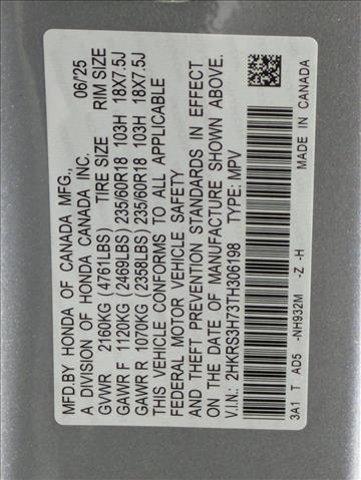 MFD.BY HONDA OF CANADA MFG.,
A DIVISION OF HONDA CANADA INC. 06/25
GVWR 2160KG (4761LBS) TIRE SIZE RIM SIZE
GAWR F 1120KG (2469LBS) 235/60R18 103H 18X7.5J
GAWR R 1070KG (2358LBS) 235/60R18 103H 18X7.5J
THIS VEHICLE CONFORMS TO ALL APPLICABLE
FEDERAL MOTOR VEHICLE SAFETY
AND THEFT PREVENTION STANDARDS IN EFFECT
ON THE DATE OF MANUFACTURE SHOWN ABOVE.
V.I.N.: 2HKRS3H73TH306198 TYPE: MPV
3A1 T AD5 -NH932M -Z -H MADE IN CANADA